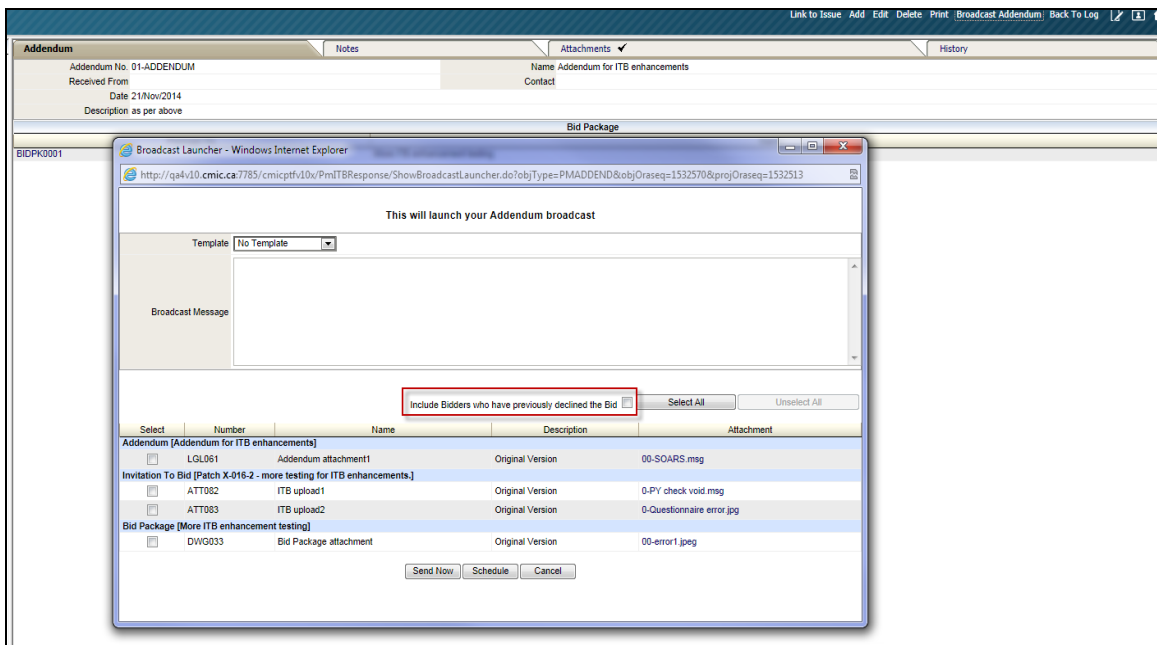 Link to Issue Add Edit Delete Print Broadcast Addendum Back To Log
Addendum Notes Attachments ✔ History
Addendum No. 01-ADDENDUM Name Addendum for ITB enhancements
Received From Contact
Date 21/Nov/2014
Description as per above
Bid Package
BIDPK0001
Broadcast Launcher - Windows Internet Explorer
http://qa4v10.cmic.ca:7785/cmicptfv10x/PmITBResponse/ShowBroadcastLauncher.do?objType=PMADDEND&objOraseq=1532570&projOraseq=1532513
This will launch your Addendum broadcast
Template No Template
Broadcast Message
Include Bidders who have previously declined the Bid Select All Unselect All
Select Number Name Description Attachment
Addendum [Addendum for ITB enhancements]
LGL061 Addendum attachment1 Original Version 00-SOARS.msg
Invitation To Bid [Patch X-016-2 - more testing for ITB enhancements.]
ATT082 ITB upload1 Original Version 0-PY check void.msg
ATT083 ITB upload2 Original Version 0-Questionnaire error.jpg
Bid Package [More ITB enhancement testing]
DWG033 Bid Package attachment Original Version 00-error1.jpeg
Send Now Schedule Cancel